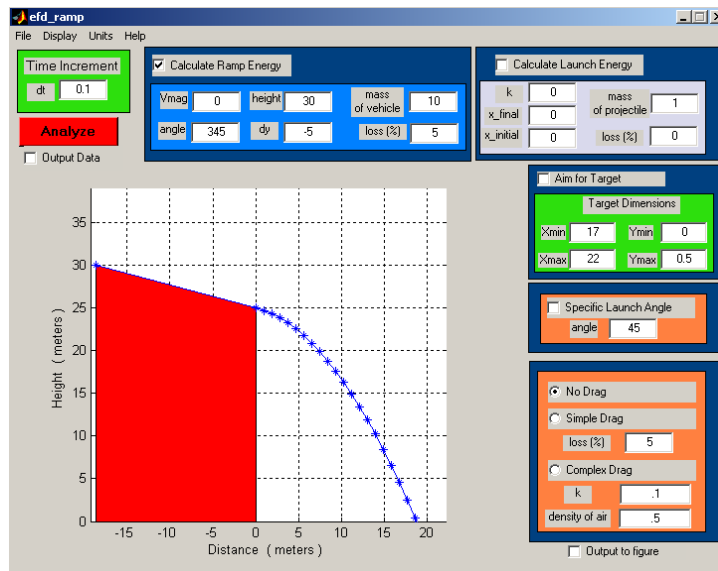 efd_ramp
File Display Units Help
Time Increment
dt 0.1
Analyze
Output Data
Calculate Ramp Energy
Vmag 0 height 30 mass of vehicle 10
angle 345 dy -5 loss (%) 5
Calculate Launch Energy
k 0
x_final 0
x_initial 0
mass of projectile 1
loss (%) 0
Aim for Target
Target Dimensions
Xmin 17 Ymin 0
Xmax 22 Ymax 0.5
Specific Launch Angle
angle 45
No Drag
Simple Drag
loss (%) 5
Complex Drag
k .1
density of air .5
Output to figure
Height ( meters )
35
30
25
20
15
10
5
0
-15 -10 -5 0 5 10 15 20
Distance ( meters )